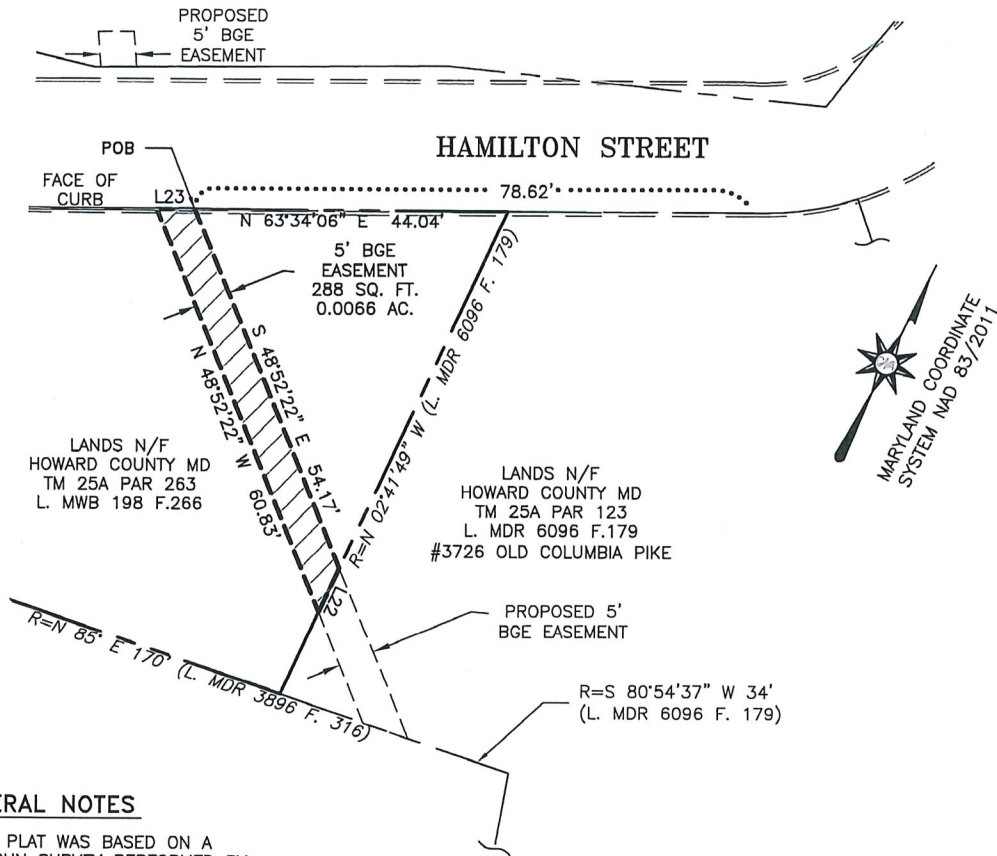 PROPOSED
5' BGE
EASEMENT
HAMILTON STREET
POB
FACE OF
CURB
L23
78.62'
N 63°34'06" E 44.04'
5' BGE
EASEMENT
288 SQ. FT.
0.0066 AC.
S 48°52'22" E 54.17'
N 48°52'22" W 60.83'
R=N 02°41'49" W (L. MDR 6096 F. 179)
MARYLAND COORDINATE
SYSTEM NAD 83/2011
LANDS N/F
HOWARD COUNTY MD
TM 25A PAR 263
L. MWB 198 F.266
LANDS N/F
HOWARD COUNTY MD
TM 25A PAR 123
L. MDR 6096 F.179
#3726 OLD COLUMBIA PIKE
L22
PROPOSED 5'
BGE EASEMENT
R=N 85° E 170' (L. MDR 3896 F. 316)
R=S 80°54'37" W 34'
(L. MDR 6096 F. 179)
ERAL NOTES
PLAT WAS BASED ON A